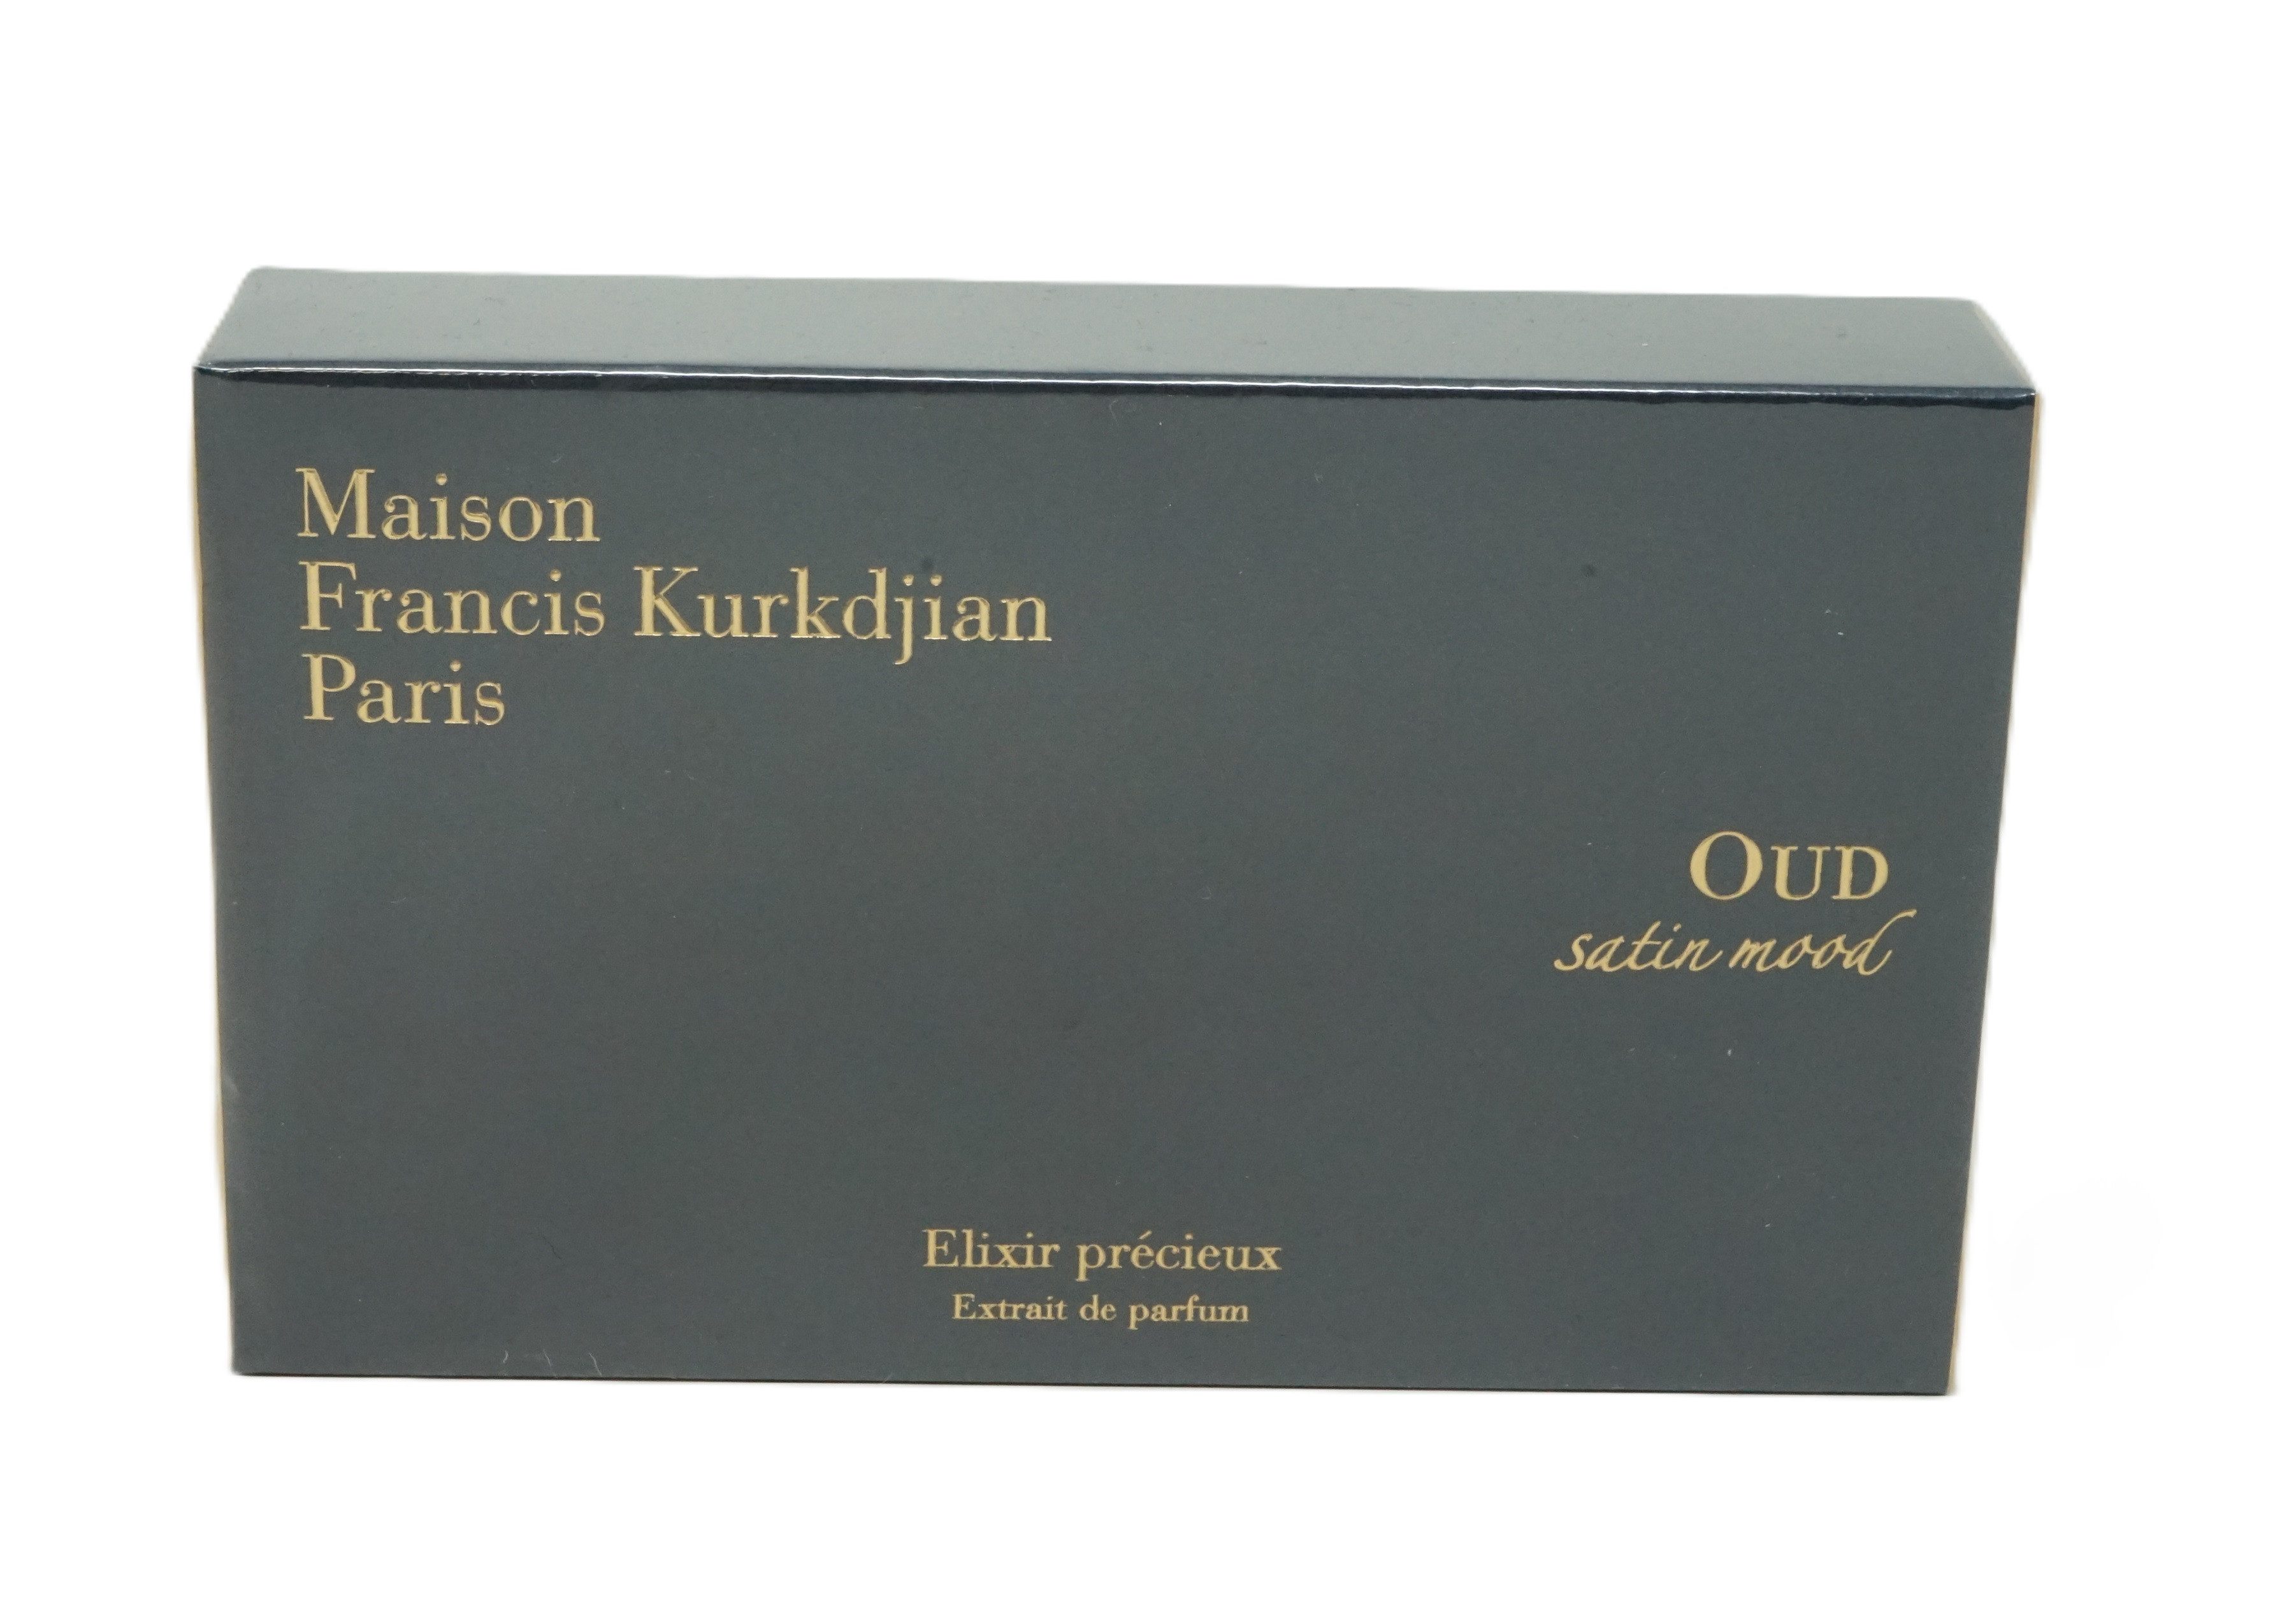 Maison
Francis Kurkdjian
Paris
OUD
satin mood
Elixir précieux
Extrait de parfum